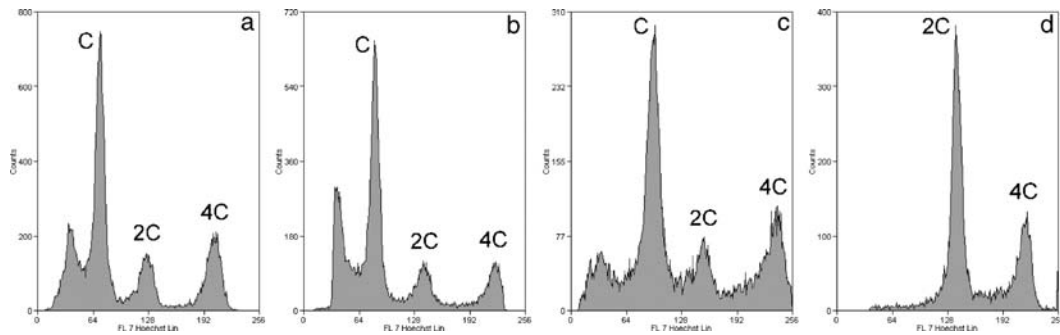 800
600
400
200
0
Counts
0 64 128 192 256
FL 7 Hoechst Lin
a
C
2C
4C
720
540
360
180
0
Counts
0 64 128 192 256
FL 7 Hoechst Lin
b
C
2C
4C
310
232
155
77
0
Counts
0 64 128 192 256
FL 7 Hoechst Lin
c
C
2C
4C
400
300
200
100
0
Counts
0 64 128 192 256
FL 7 Hoechst Lin
d
2C
4C